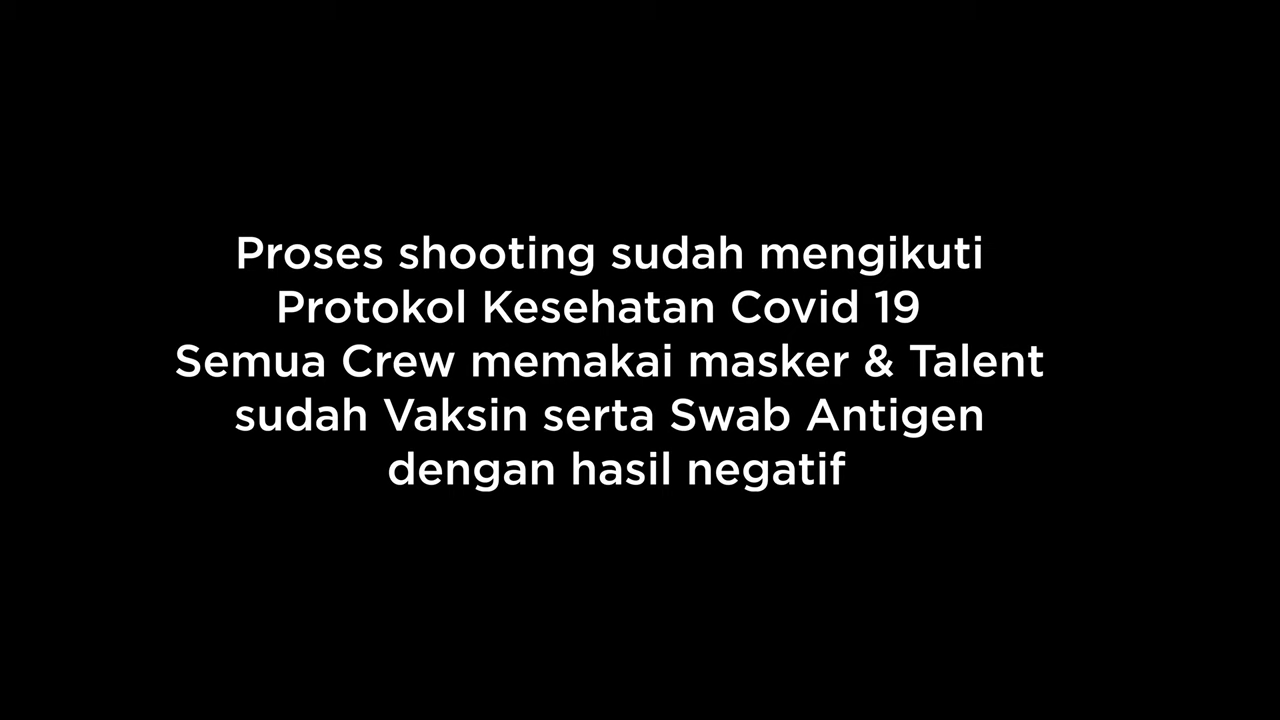 Proses shooting sudah mengikuti
Protokol Kesehatan Covid 19
Semua Crew memakai masker & Talent
sudah Vaksin serta Swab Antigen
dengan hasil negatif